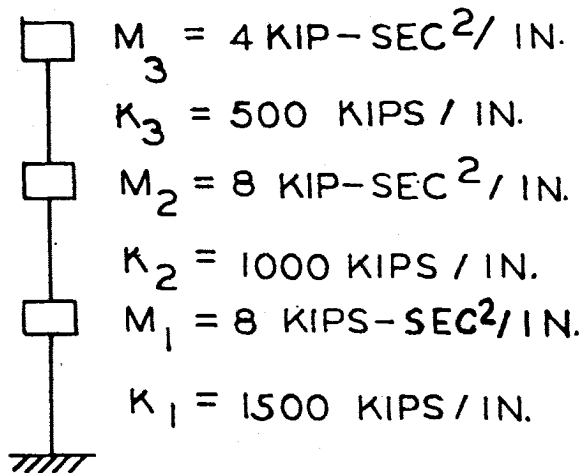 M₃ = 4 KIP-SEC²/ IN.
K₃ = 500 KIPS / IN.
M₂ = 8 KIP-SEC²/ IN.
K₂ = 1000 KIPS / IN.
M₁ = 8 KIPS-SEC²/ IN.
K₁ = 1500 KIPS / IN.